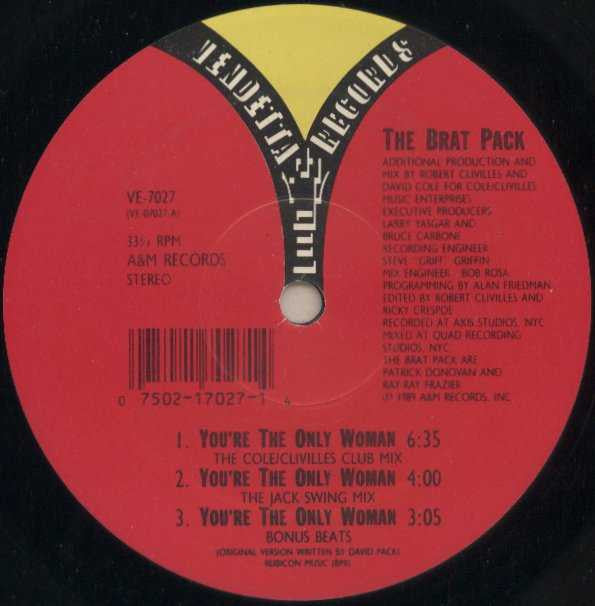 VENDETTA RECORDS
THE BRAT PACK
ADDITIONAL PRODUCTION AND
MIX BY ROBERT CLIVILLES AND
DAVID COLE FOR COLE/CLIVILLES
MUSIC ENTERPRISES
EXECUTIVE PRODUCERS
LARRY YASGAR AND
BRUCE CARBONE
RECORDING ENGINEER
STEVE "GRIFF" GRIFFIN
MIX ENGINEER BOB ROSA
PROGRAMMING BY ALAN FRIEDMAN
EDITED BY ROBERT CLIVILLES AND
RICKY CRESPOE
RECORDED AT AXIS STUDIOS, NYC
MIXED AT QUAD RECORDING
STUDIOS, NYC
THE BRAT PACK ARE
PATRICK DONOVAN AND
RAY RAY FRAZIER
℗ 1989 A&M RECORDS, INC
VE-7027
(VE-07027-A)
33⅓ RPM
A&M RECORDS
STEREO
0 7502-17027-1 4
1. YOU'RE THE ONLY WOMAN 6:35
THE COLE/CLIVILLES CLUB MIX
2. YOU'RE THE ONLY WOMAN 4:00
THE JACK SWING MIX
3. YOU'RE THE ONLY WOMAN 3:05
BONUS BEATS
(ORIGINAL VERSION WRITTEN BY DAVID PACK)
RUBICON MUSIC (BMI)